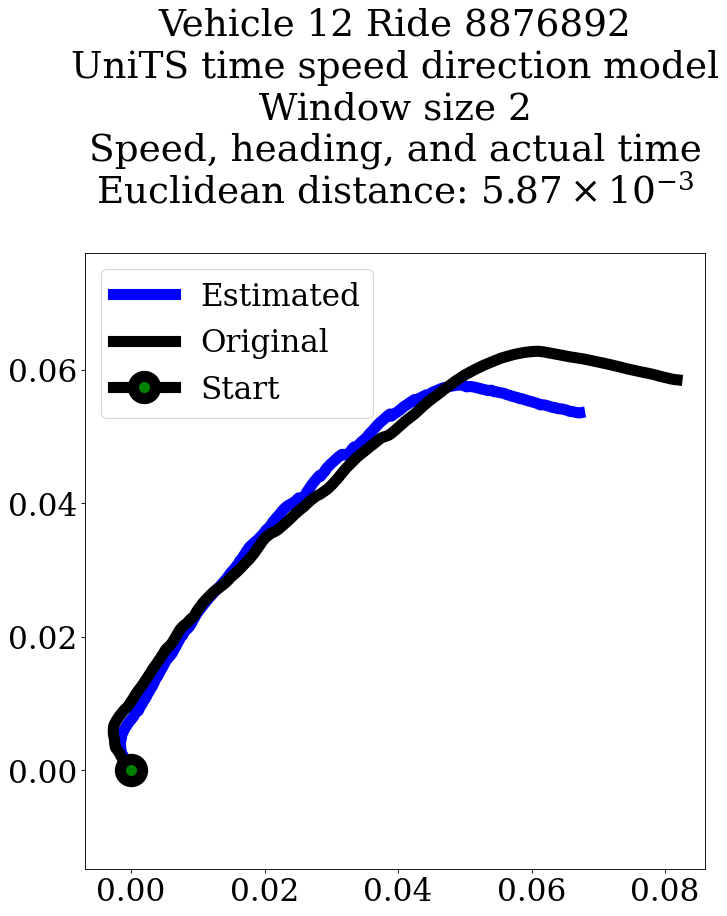 Vehicle 12 Ride 8876892
UniTS time speed direction model
Window size 2
Speed, heading, and actual time
Euclidean distance: 5.87 × 10⁻³
Estimated
Original
Start
0.06
0.04
0.02
0.00
0.00 0.02 0.04 0.06 0.08